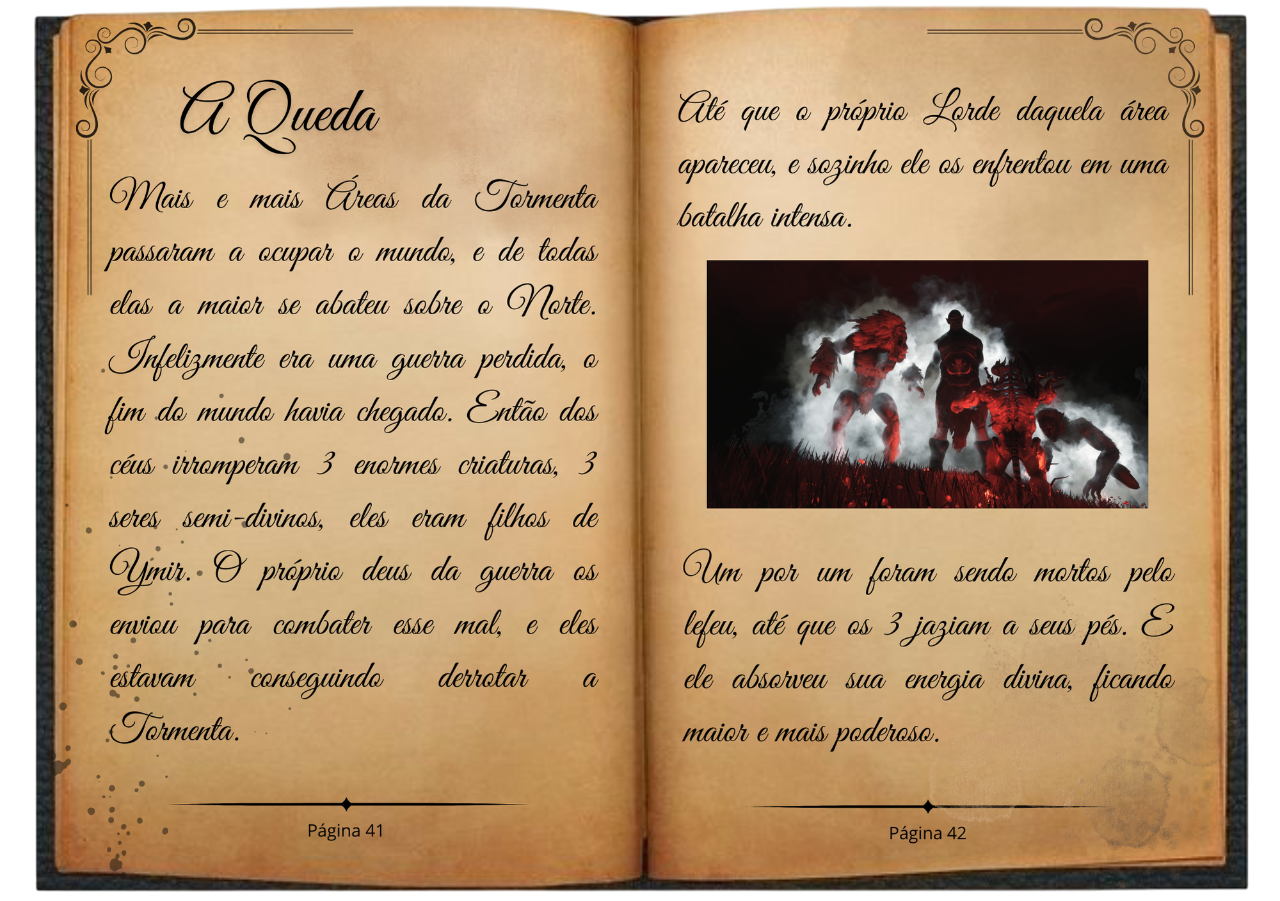 A Queda
Mais e mais Áreas da Tormenta
passaram a ocupar o mundo, e de todas
elas a maior se abateu sobre o Norte.
Infelizmente era uma guerra perdida, o
fim do mundo havia chegado. Então dos
céus irromperam 3 enormes criaturas, 3
seres semi-divinos, eles eram filhos de
Ymir. O próprio deus da guerra os
enviou para combater esse mal, e eles
estavam conseguindo derrotar a
Tormenta.
Página 41
Até que o próprio Lorde daquela área
apareceu, e sozinho ele os enfrentou em uma
batalha intensa.
Um por um foram sendo mortos pelo
lefeu, até que os 3 jaziam a seus pés. E
ele absorveu sua energia divina, ficando
maior e mais poderoso.
Página 42